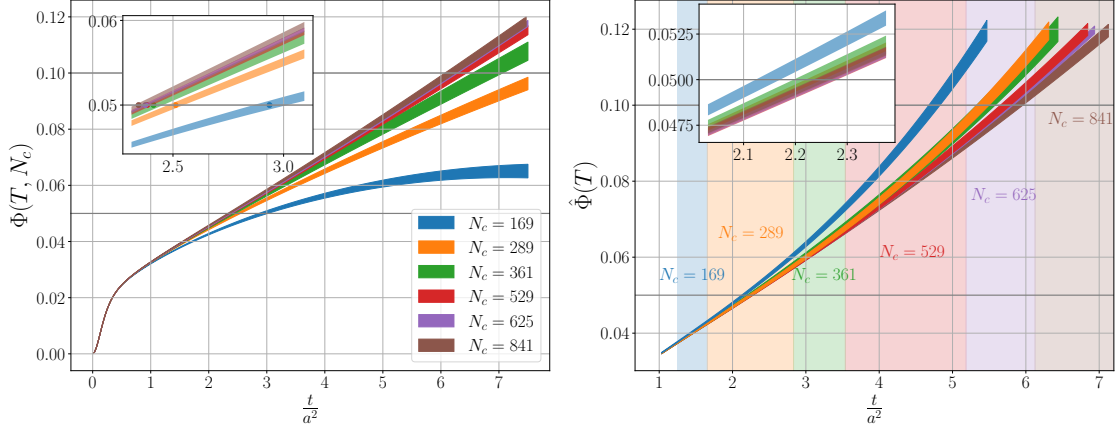 0.12
0.10
0.08
0.06
0.04
0.02
0.00
Φ(T, N_c)
0.06
0.05
2.5 3.0
N_c = 169
N_c = 289
N_c = 361
N_c = 529
N_c = 625
N_c = 841
0 1 2 3 4 5 6 7
t/a²
0.12
0.10
0.08
0.06
0.04
Φ̂(T)
0.0525
0.0500
0.0475
2.1 2.2 2.3
N_c = 841
N_c = 625
N_c = 289
N_c = 529
N_c = 169
N_c = 361
1 2 3 4 5 6 7
t/a²